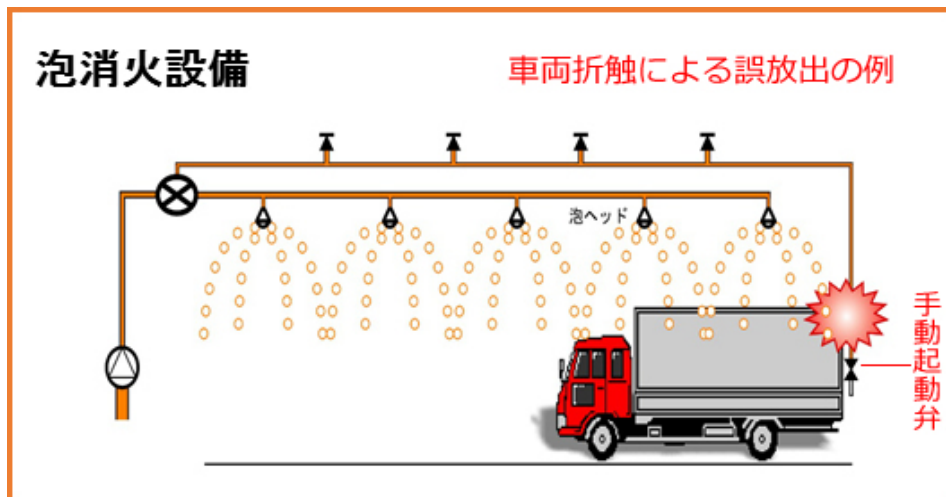 泡消火設備
車両折触による誤放出の例
泡ヘッド
手動起動弁